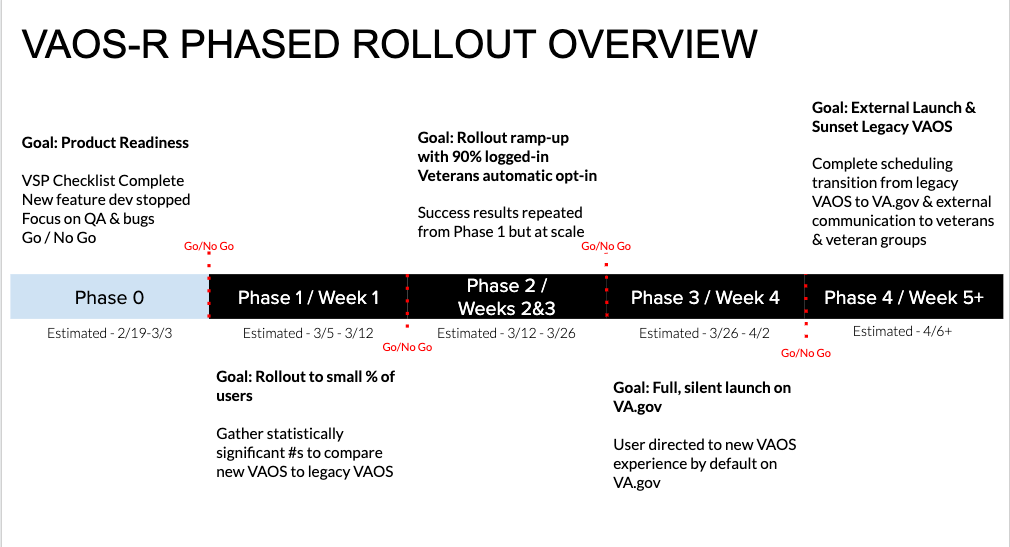 VAOS-R PHASED ROLLOUT OVERVIEW
Goal: Product Readiness
VSP Checklist Complete
New feature dev stopped
Focus on QA & bugs
Go / No Go
Go/No Go
Goal: Rollout ramp-up
with 90% logged-in
Veterans automatic opt-in
Success results repeated
from Phase 1 but at scale
Go/No Go
Goal: External Launch &
Sunset Legacy VAOS
Complete scheduling
transition from legacy
VAOS to VA.gov & external
communication to veterans
& veteran groups
Phase 0
Phase 1 / Week 1
Phase 2 /
Weeks 2&3
Phase 3 / Week 4
Phase 4 / Week 5+
Estimated - 2/19-3/3
Estimated - 3/5 - 3/12
Estimated - 3/12 - 3/26
Estimated - 3/26 - 4/2
Estimated - 4/6+
Go/No Go
Go/No Go
Goal: Rollout to small % of
users
Gather statistically
significant #s to compare
new VAOS to legacy VAOS
Goal: Full, silent launch on
VA.gov
User directed to new VAOS
experience by default on
VA.gov